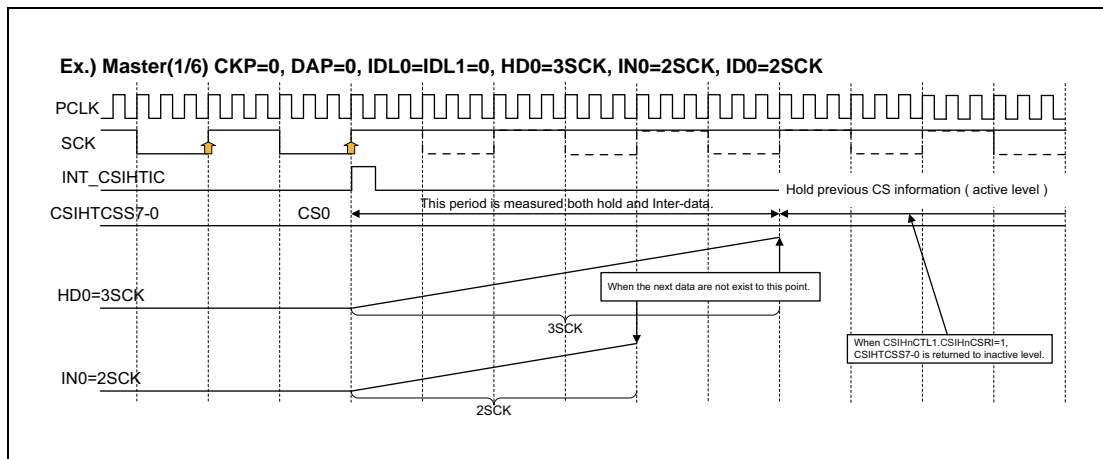 Ex.) Master(1/6) CKP=0, DAP=0, IDL0=IDL1=0, HD0=3SCK, IN0=2SCK, ID0=2SCK
PCLK
SCK
INT_CSIHTIC
Hold previous CS information ( active level )
This period is measured both hold and Inter-data.
CSIHTCSS7-0
CS0
When the next data are not exist to this point.
HD0=3SCK
3SCK
When CSIHnCTL1.CSIHnCSRI=1,
CSIHTCSS7-0 is returned to inactive level.
IN0=2SCK
2SCK